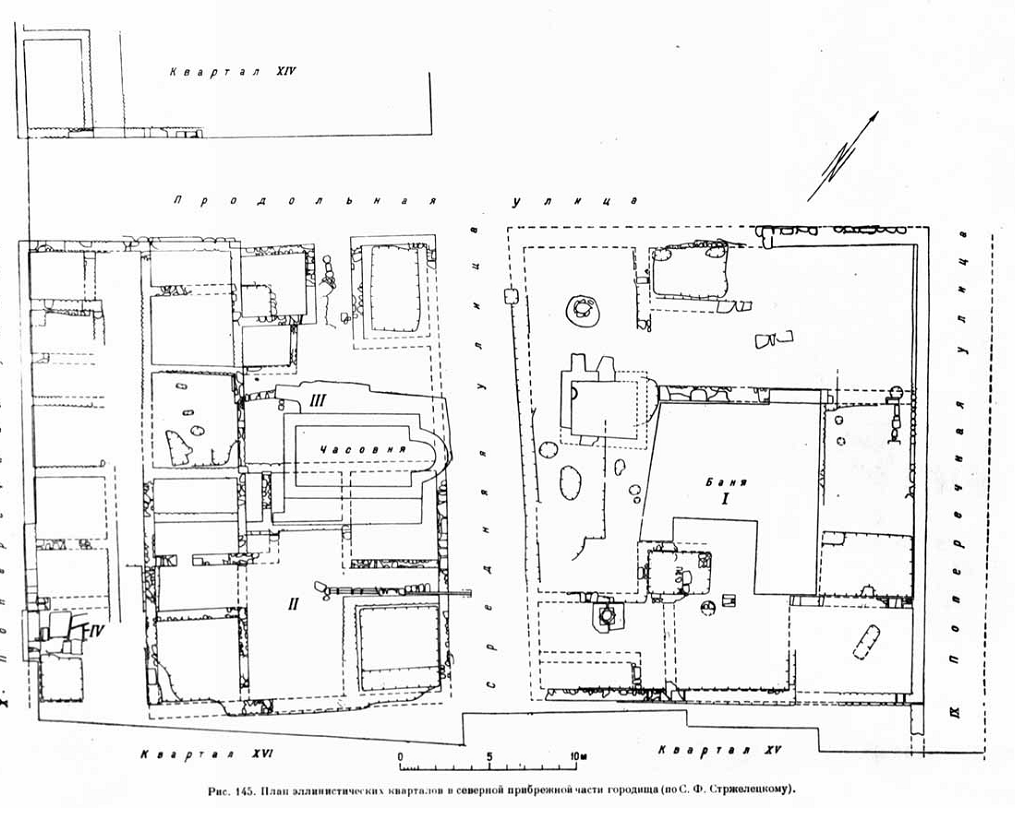 Квартал XIV
Продольная улица
X. Поперечная улица
Средняя улица
IX Поперечная улица
III
Часовня
Баня
I
II
IV
Квартал XVI
Квартал XV
0 5 10м
Рис. 145. План эллинистических кварталов в северной прибрежной части городища (по С. Ф. Стржелецкому).